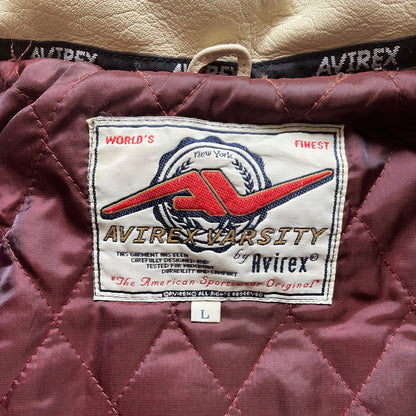 AVIREX AVIREX
WORLD'S FINEST
New York
AVIREX VARSITY
by Avirex®
THIS GARMENT HAS BEEN
CAREFULLY DESIGNED AND
TESTED FOR MAXIMUM
DURABILITY AND COMFORT
"The American Sportswear Original"
©AVIREX ALL RIGHTS RESERVED
L